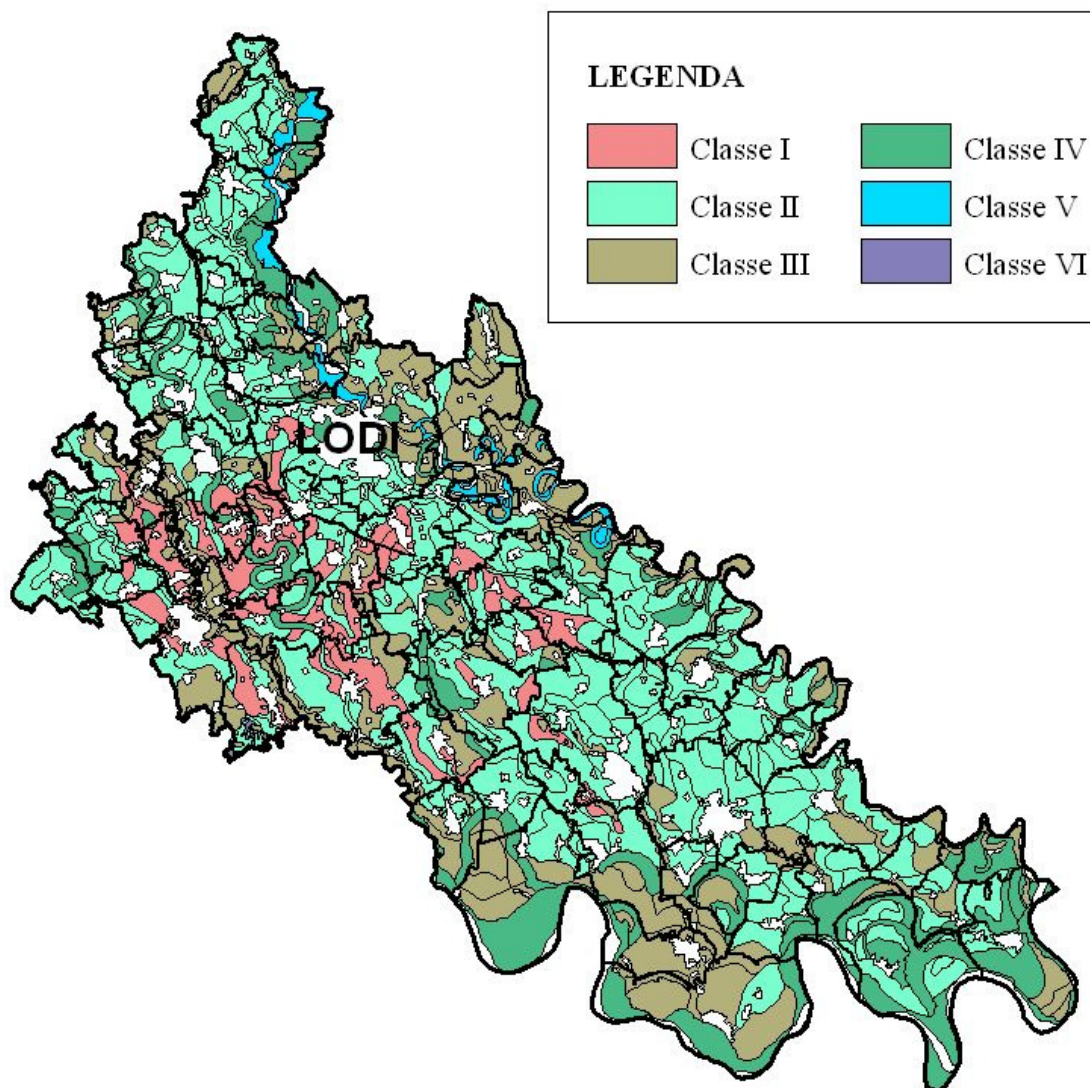 LEGENDA
Classe I
Classe IV
Classe II
Classe V
Classe III
Classe VI
LODI